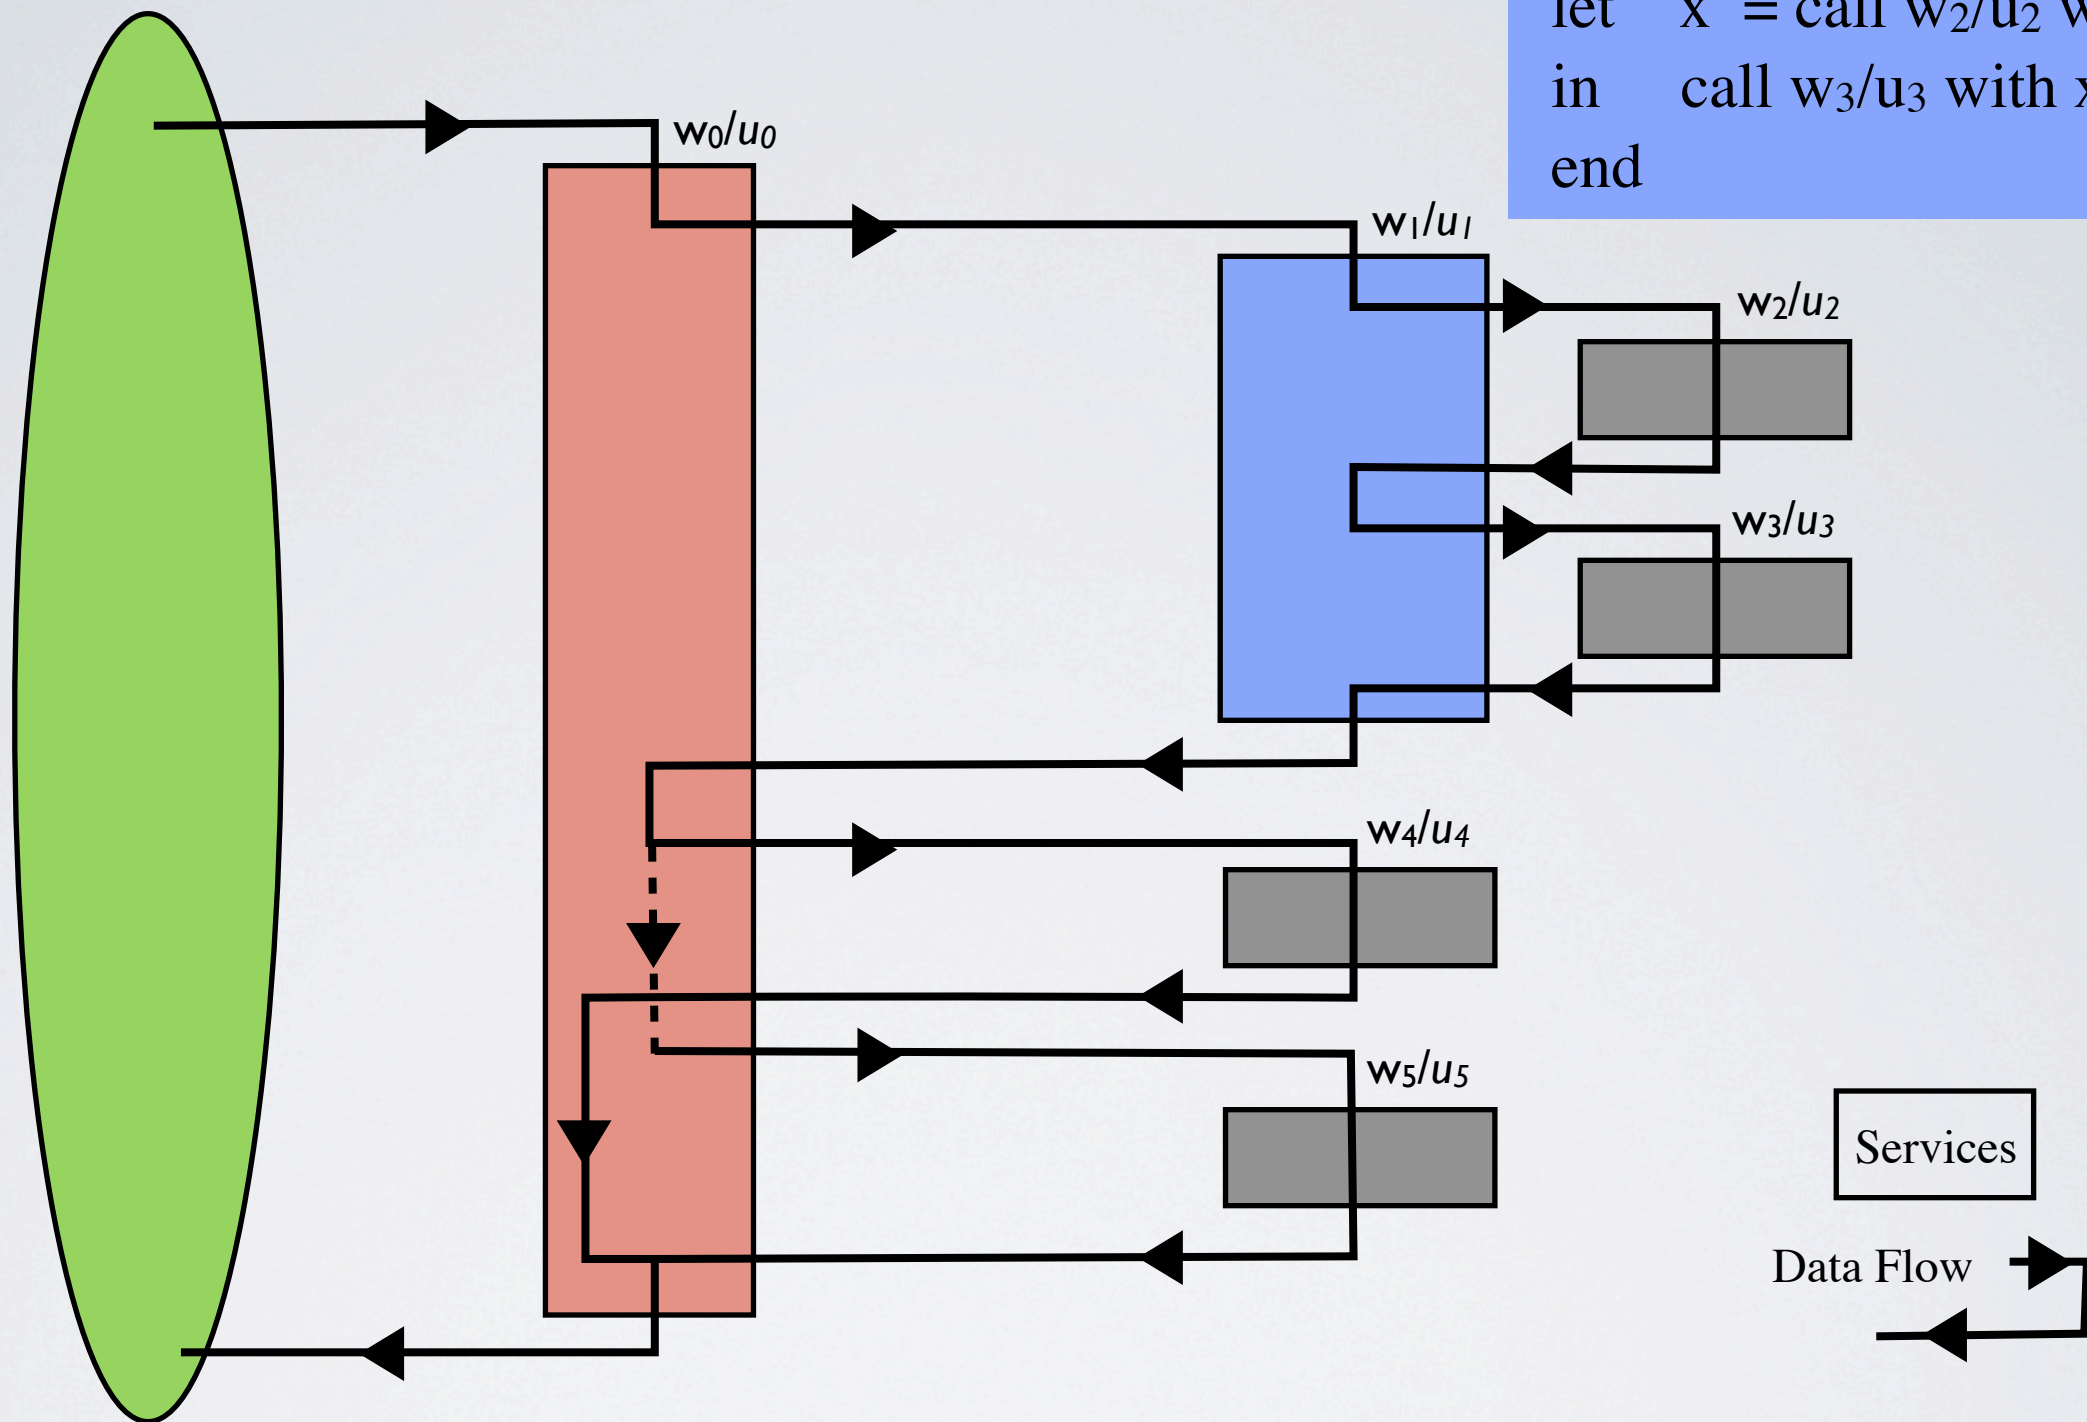 let x = call w2/u2 w
in call w3/u3 with x
end
w0/u0
w1/u1
w2/u2
w3/u3
w4/u4
w5/u5
Services
Data Flow